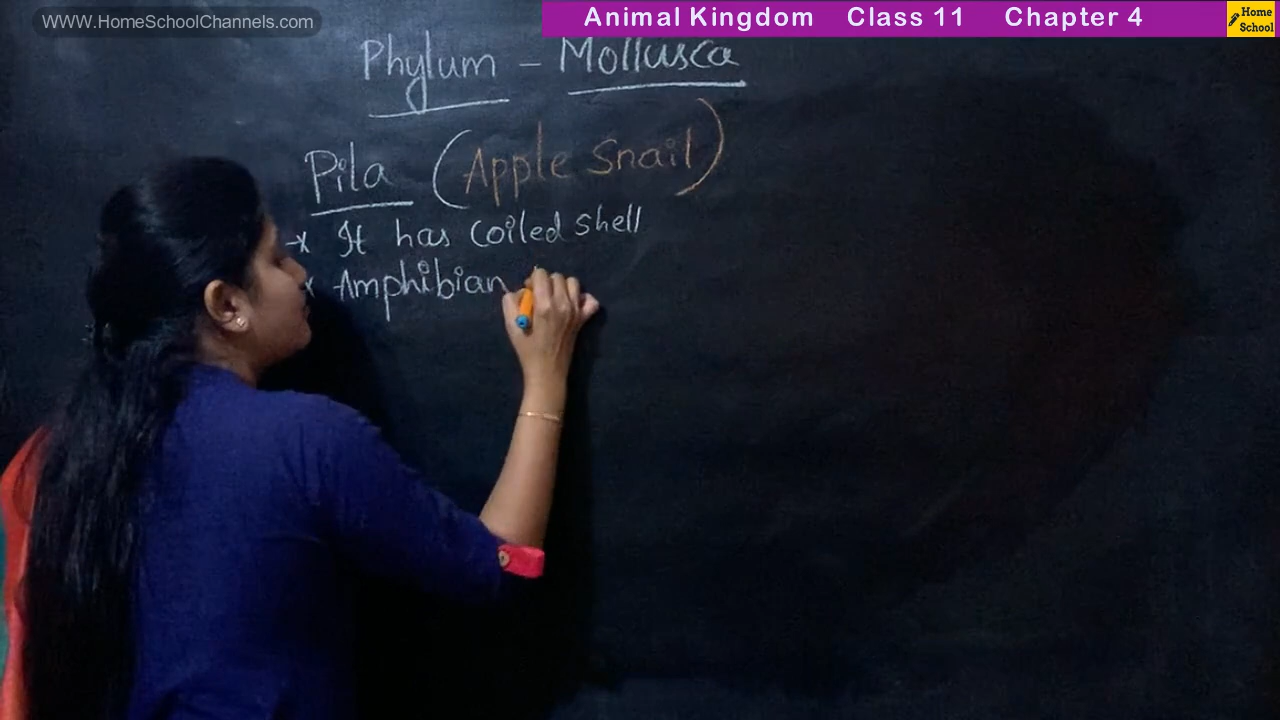 WWW.HomeSchoolChannels.com
Animal Kingdom Class 11 Chapter 4
Home
School
Phylum - Mollusca
Pila (Apple Snail)
It has Coiled Shell
Amphibian